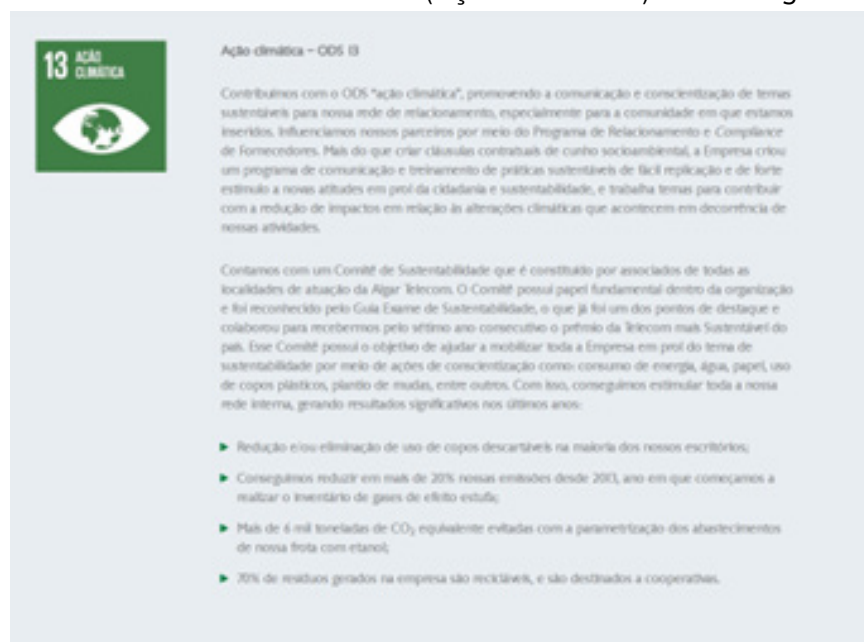 13 AÇÃO
CLIMÁTICA
Ação climática – ODS 13
Contribuímos com o ODS "ação climática", promovendo a comunicação e conscientização de temas
sustentáveis para nossa rede de relacionamento, especialmente para a comunidade em que estamos
inseridos. Influenciamos nossos parceiros por meio do Programa de Relacionamento e Compliance
de Fornecedores. Mais do que criar cláusulas contratuais de cunho socioambiental, a Empresa criou
um programa de comunicação e treinamento de práticas sustentáveis de fácil replicação e de forte
estímulo a novas atitudes em prol da cidadania e sustentabilidade, e trabalha temas para contribuir
com a redução de impactos em relação às alterações climáticas que acontecem em decorrência de
nossas atividades.
Contamos com um Comitê de Sustentabilidade que é constituído por associados de todas as
localidades de atuação da Algar Telecom. O Comitê possui papel fundamental dentro da organização
e foi reconhecido pelo Guia Exame de Sustentabilidade, o que já foi um dos pontos de destaque e
colaborou para recebermos pelo sétimo ano consecutivo o prêmio da Telecom mais Sustentável do
país. Esse Comitê possui o objetivo de ajudar a mobilizar toda a Empresa em prol do tema de
sustentabilidade por meio de ações de conscientização como: consumo de energia, água, papel, uso
de copos plásticos, plantio de mudas, entre outros. Com isso, conseguimos estimular toda a nossa
rede interna, gerando resultados significativos nos últimos anos:
► Redução e/ou eliminação de uso de copos descartáveis na maioria dos nossos escritórios;
► Conseguimos reduzir em mais de 20% nossas emissões desde 2013, ano em que começamos a
realizar o inventário de gases de efeito estufa;
► Mais de 6 mil toneladas de CO₂ equivalente evitadas com a parametrização dos abastecimentos
de nossa frota com etanol;
► 70% de resíduos gerados na empresa são recicláveis, e são destinados a cooperativas.